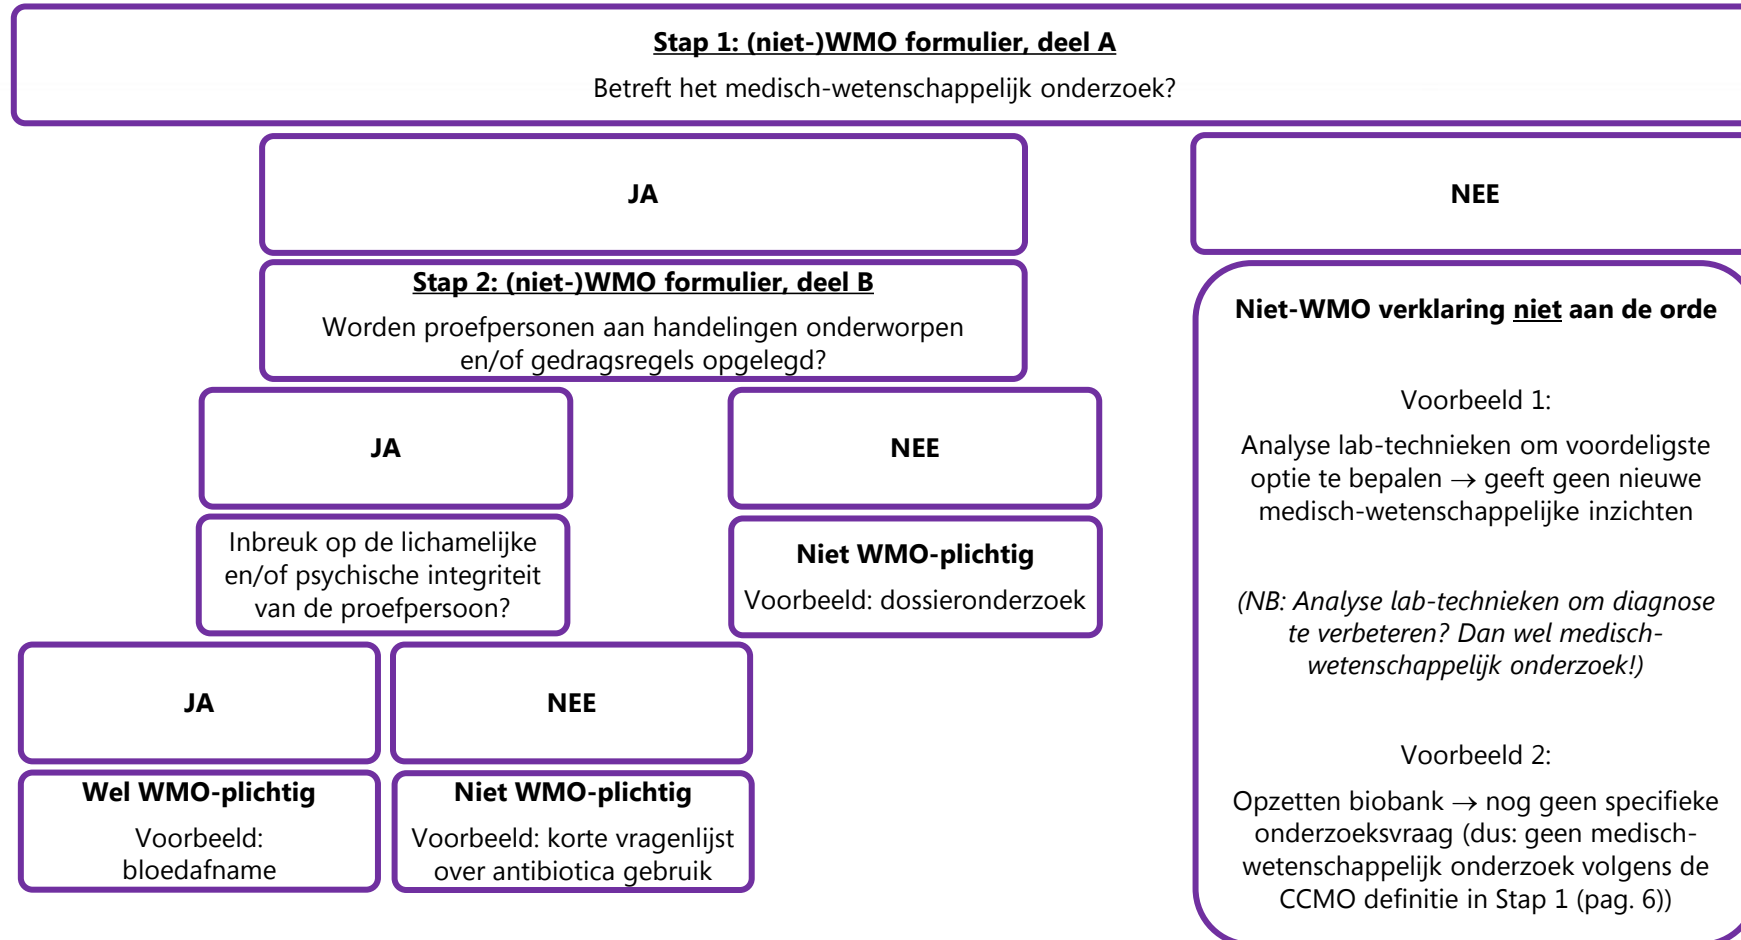 Stap 1: (niet-)WMO formulier, deel A
Betreft het medisch-wetenschappelijk onderzoek?
JA
NEE
Stap 2: (niet-)WMO formulier, deel B
Worden proefpersonen aan handelingen onderworpen
en/of gedragsregels opgelegd?
JA
NEE
Inbreuk op de lichamelijke
en/of psychische integriteit
van de proefpersoon?
Niet WMO-plichtig
Voorbeeld: dossieronderzoek
JA
NEE
Wel WMO-plichtig
Voorbeeld:
bloedafname
Niet WMO-plichtig
Voorbeeld: korte vragenlijst
over antibiotica gebruik
Niet-WMO verklaring niet aan de orde
Voorbeeld 1:
Analyse lab-technieken om voordeligste
optie te bepalen → geeft geen nieuwe
medisch-wetenschappelijke inzichten
(NB: Analyse lab-technieken om diagnose
te verbeteren? Dan wel medisch-
wetenschappelijk onderzoek!)
Voorbeeld 2:
Opzetten biobank → nog geen specifieke
onderzoeksvraag (dus: geen medisch-
wetenschappelijk onderzoek volgens de
CCMO definitie in Stap 1 (pag. 6))